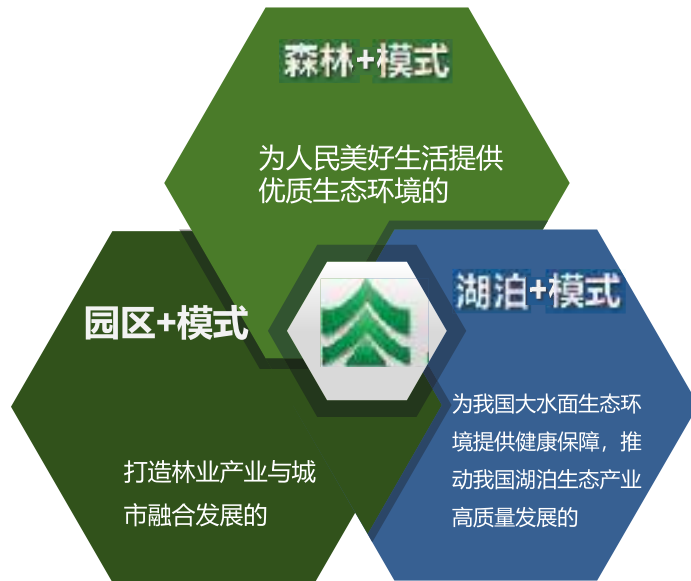 森林+模式
为人民美好生活提供
优质生态环境的
园区+模式
打造林业产业与城
市融合发展的
湖泊+模式
为我国大水面生态环
境提供健康保障，推
动我国湖泊生态产业
高质量发展的